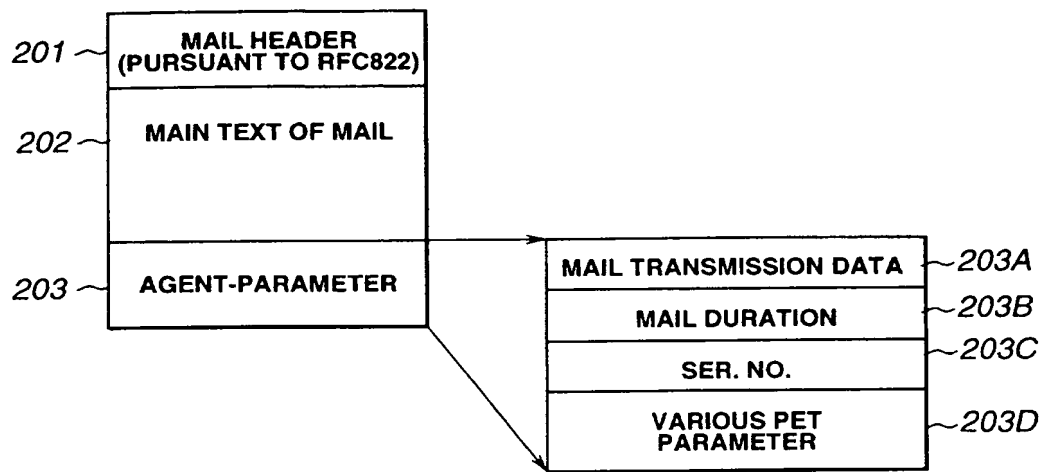 201
MAIL HEADER
(PURSUANT TO RFC822)
202
MAIN TEXT OF MAIL
203
AGENT-PARAMETER
MAIL TRANSMISSION DATA
203A
MAIL DURATION
203B
SER. NO.
203C
VARIOUS PET
PARAMETER
203D